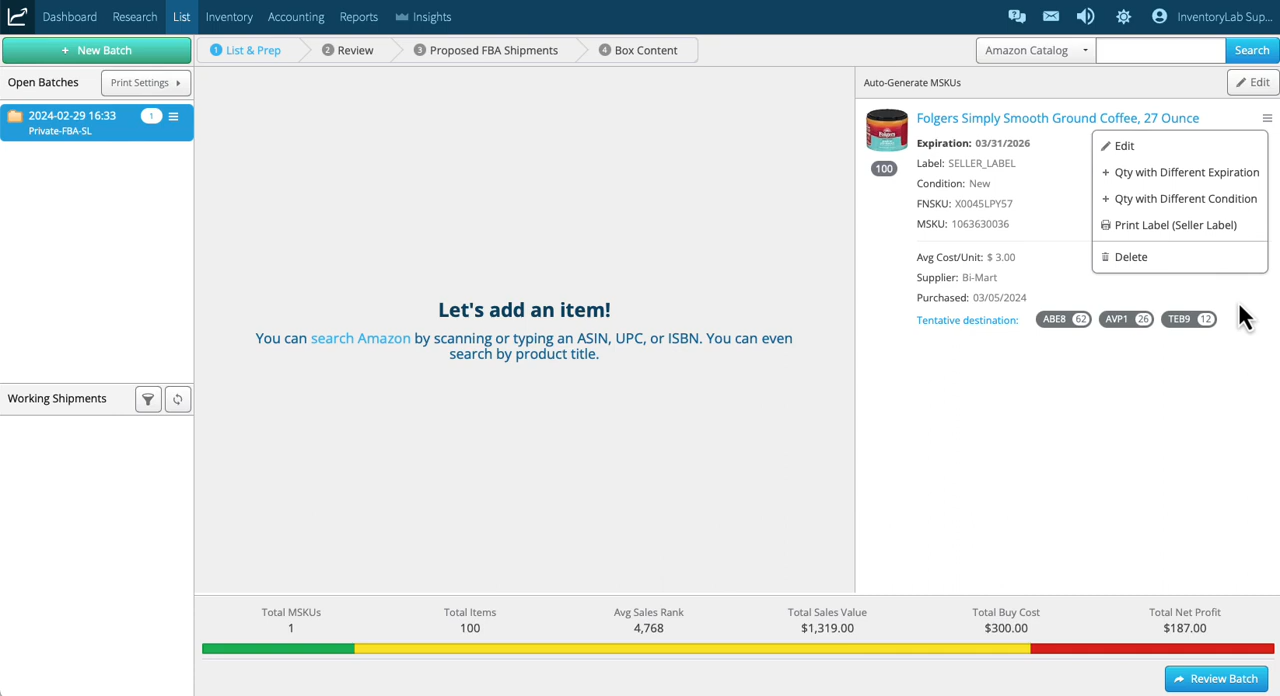 Dashboard Research List Inventory Accounting Reports Insights InventoryLab Sup...
+ New Batch
1 List & Prep 2 Review 3 Proposed FBA Shipments 4 Box Content
Amazon Catalog Search
Open Batches Print Settings
Auto-Generate MSKUs Edit
2024-02-29 16:33 1
Private-FBA-SL
Folgers Simply Smooth Ground Coffee, 27 Ounce
Expiration: 03/31/2026
100
Label: SELLER_LABEL
Condition: New
FNSKU: X0045LPY57
MSKU: 1063630036
Edit
+ Qty with Different Expiration
+ Qty with Different Condition
Print Label (Seller Label)
Delete
Avg Cost/Unit: $ 3.00
Supplier: Bi-Mart
Purchased: 03/05/2024
Tentative destination: ABE8 62 AVP1 26 TEB9 12
Let's add an item!
You can search Amazon by scanning or typing an ASIN, UPC, or ISBN. You can even
search by product title.
Working Shipments
Total MSKUs Total Items Avg Sales Rank Total Sales Value Total Buy Cost Total Net Profit
1 100 4,768 $1,319.00 $300.00 $187.00
Review Batch